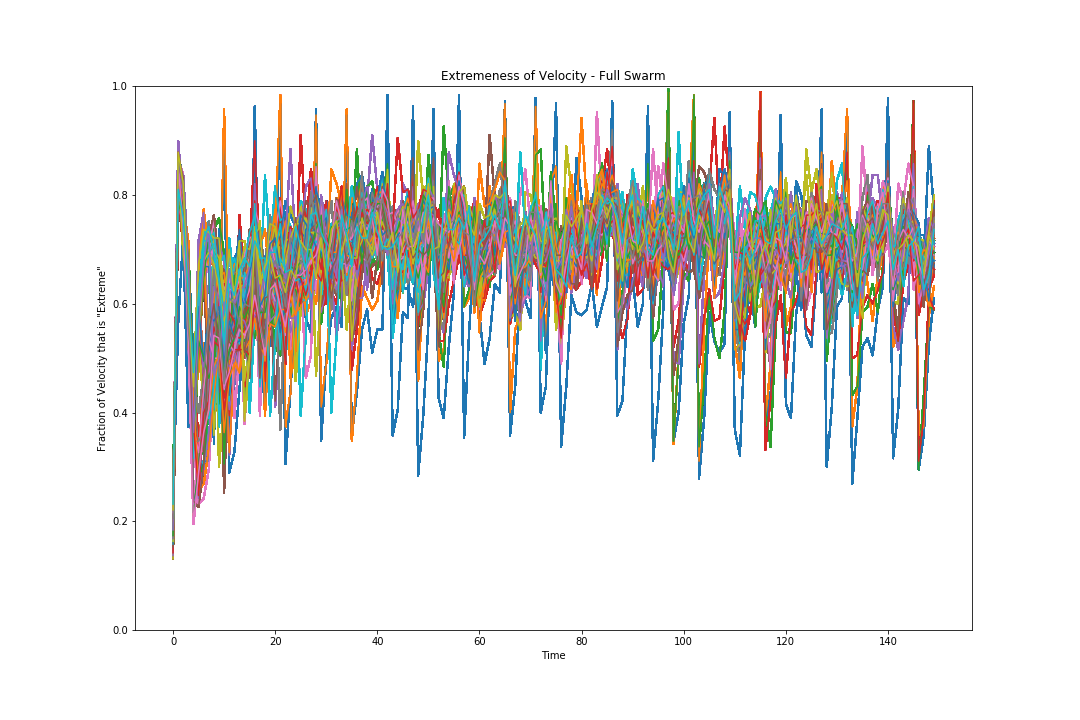 Extremeness of Velocity - Full Swarm
1.0
0.8
0.6
0.4
0.2
0.0
Fraction of Velocity that is "Extreme"
0 20 40 60 80 100 120 140
Time